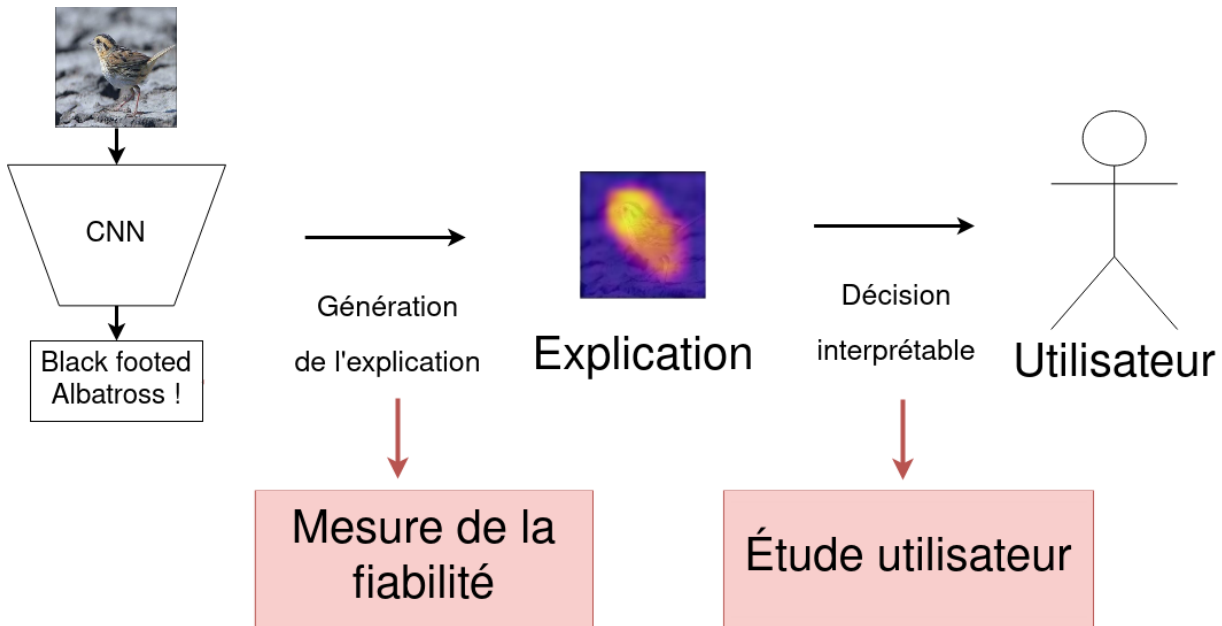 CNN
Black footed
Albatross !
Génération
de l'explication
Explication
Décision
interprétable
Utilisateur
Mesure de la
fiabilité
Étude utilisateur